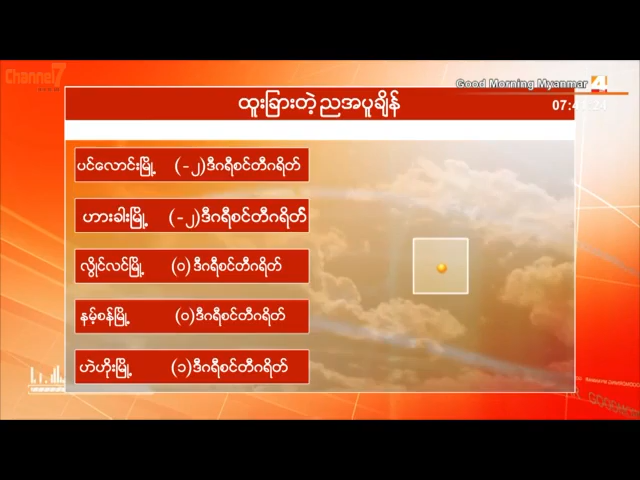 Channel7
Good Morning Myanmar 4
ထူးခြားတဲ့ညအပူချိန်
ပင်လောင်းမြို့ (-၂)ဒီဂရီစင်တီဂရိတ်
ဟားခါးမြို့ (-၂)ဒီဂရီစင်တီဂရိတ်
လွိုင်လင်မြို့ (၀)ဒီဂရီစင်တီဂရိတ်
နမ့်စန်မြို့ (၀)ဒီဂရီစင်တီဂရိတ်
ဟဲဟိုးမြို့ (၁)ဒီဂရီစင်တီဂရိတ်